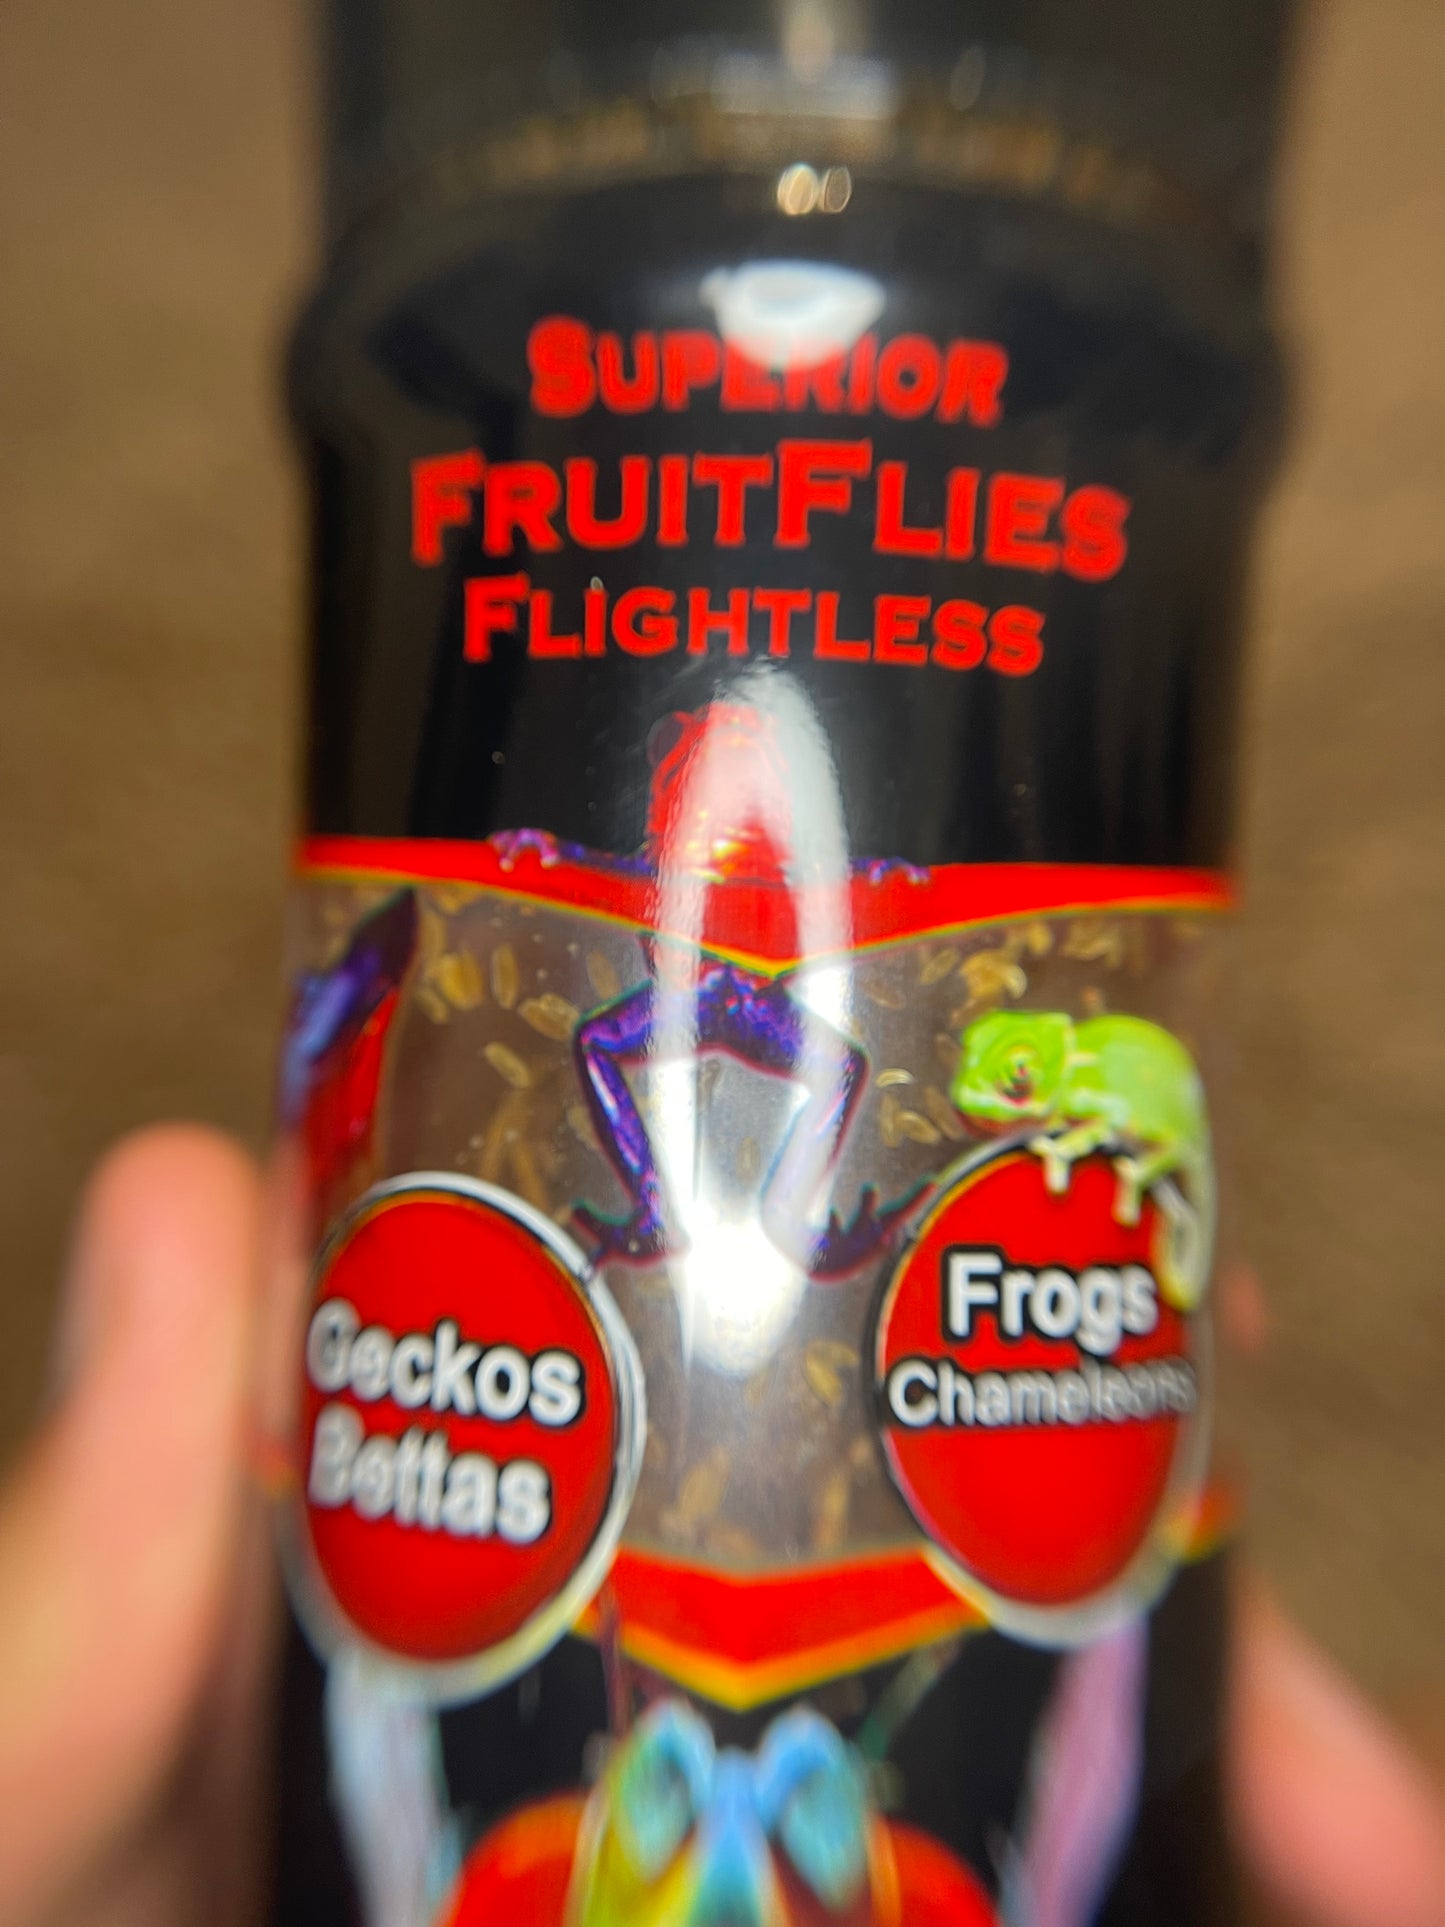 SUPERIOR
FRUITFLIES
FLIGHTLESS
Geckos
Bettas
Frogs
Chameleons